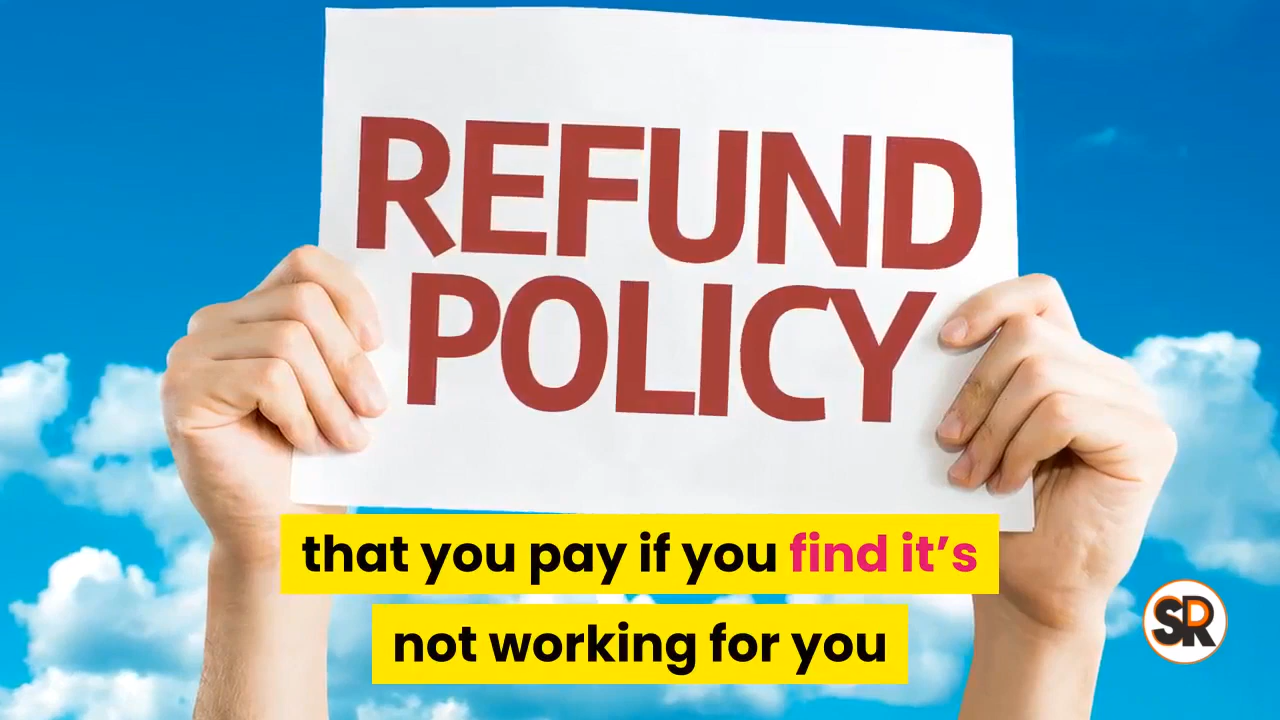 REFUND
POLICY
that you pay if you find it’s
not working for you
SR